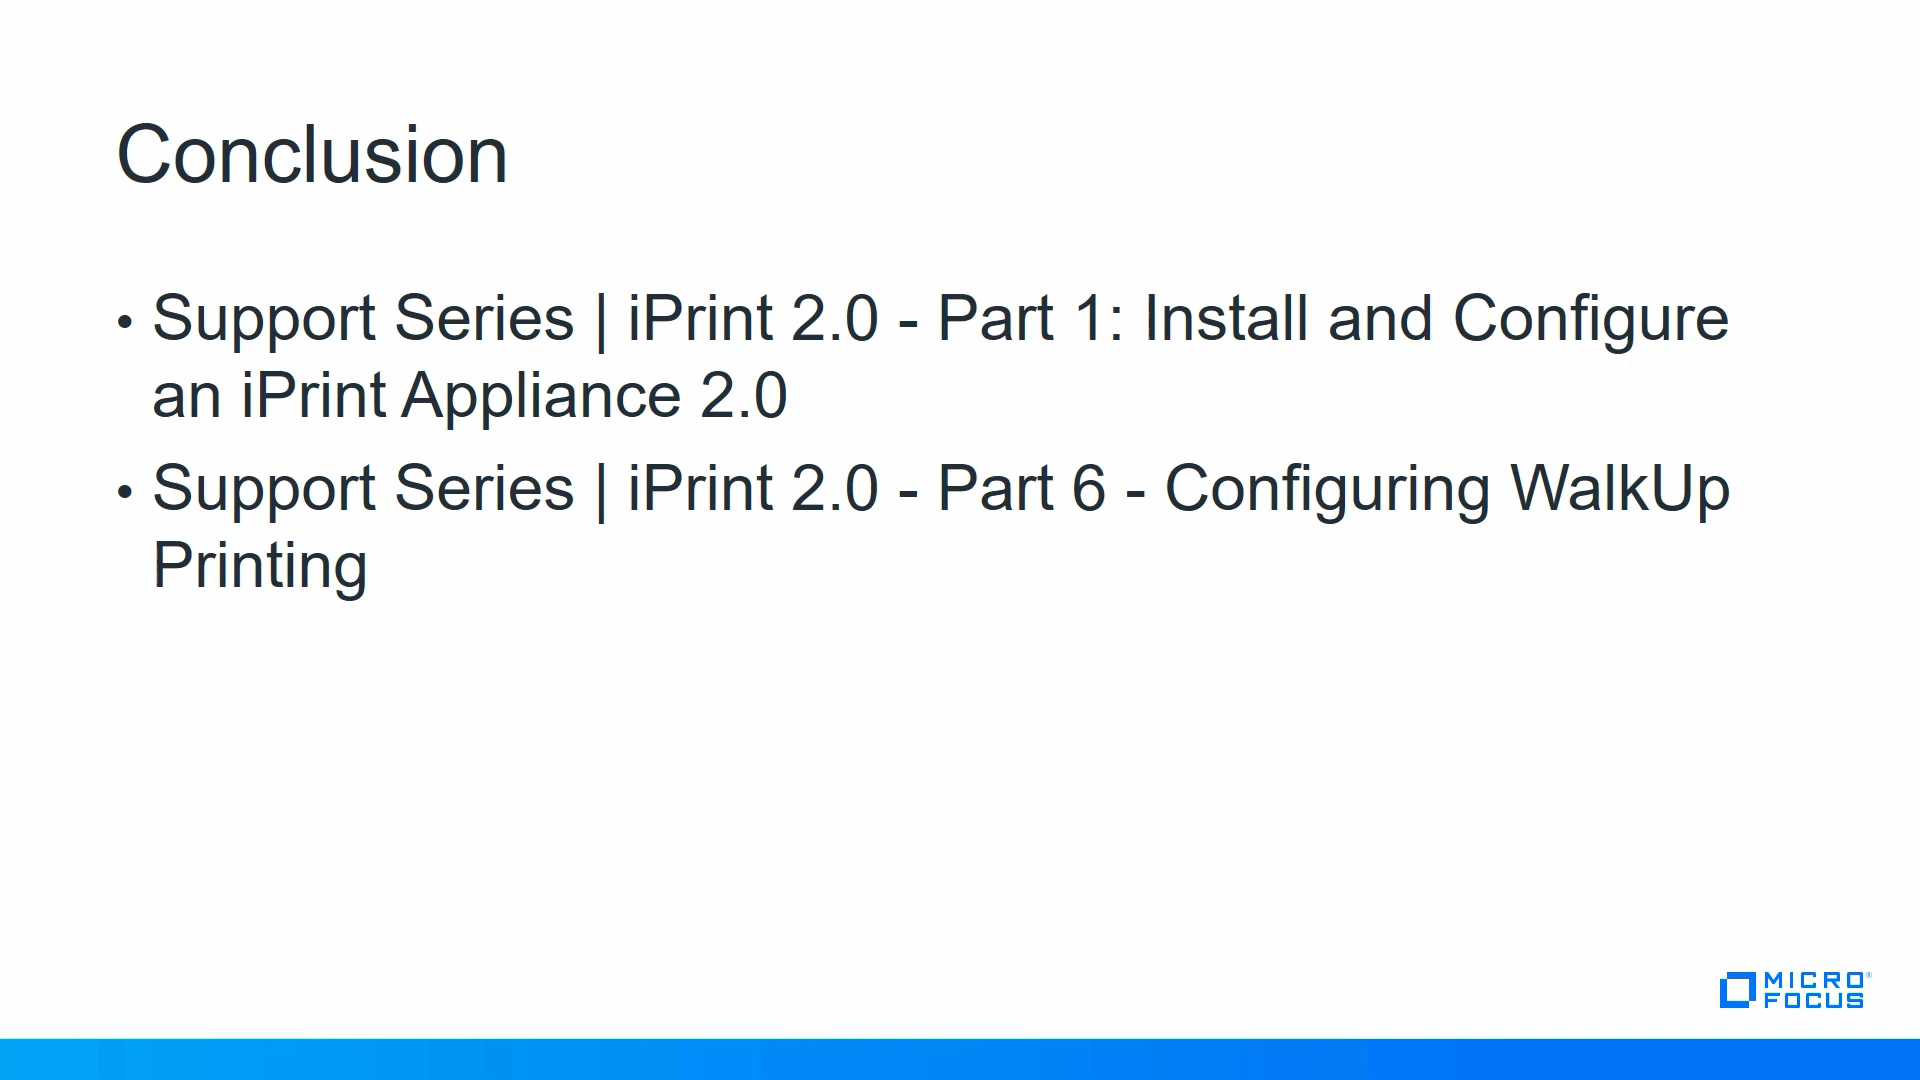 Conclusion
• Support Series | iPrint 2.0 - Part 1: Install and Configure
an iPrint Appliance 2.0
• Support Series | iPrint 2.0 - Part 6 - Configuring WalkUp
Printing
MICRO®
FOCUS